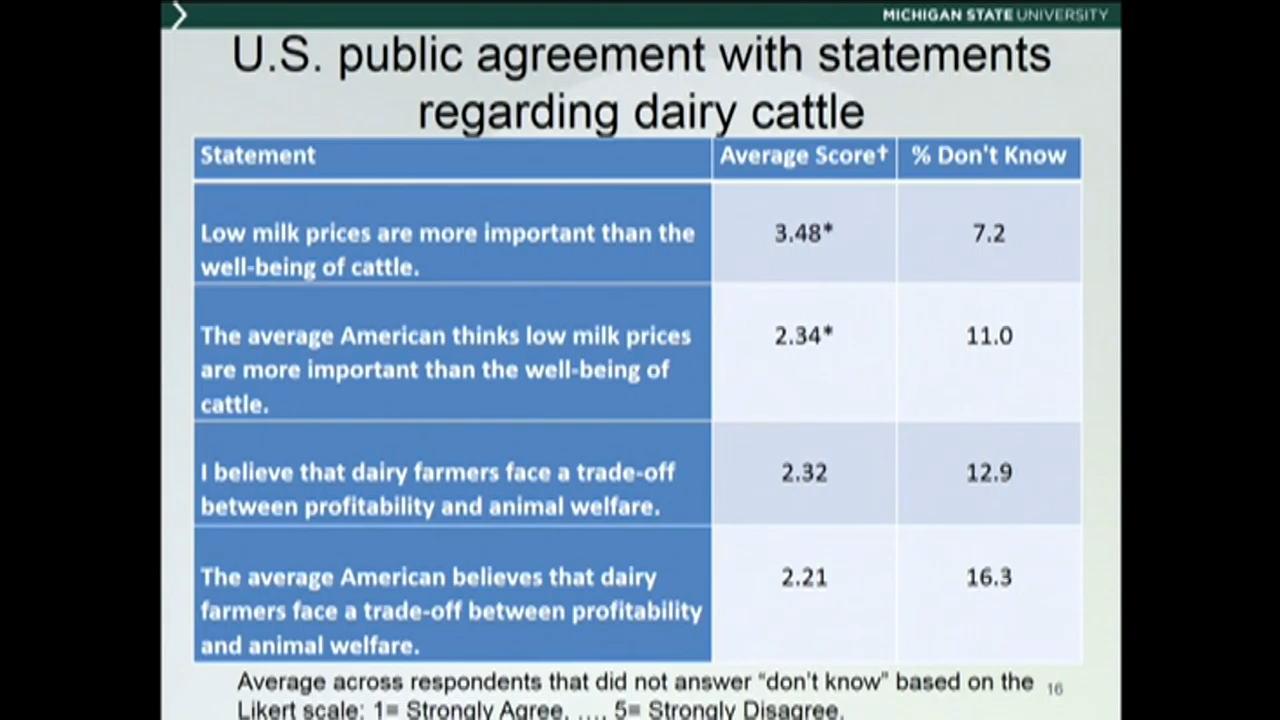 MICHIGAN STATE UNIVERSITY
U.S. public agreement with statements
regarding dairy cattle
Statement Average Score† % Don't Know
Low milk prices are more important than the 3.48* 7.2
well-being of cattle.
The average American thinks low milk prices 2.34* 11.0
are more important than the well-being of
cattle.
I believe that dairy farmers face a trade-off 2.32 12.9
between profitability and animal welfare.
The average American believes that dairy 2.21 16.3
farmers face a trade-off between profitability
and animal welfare.
Average across respondents that did not answer “don’t know” based on the 16
Likert scale: 1= Strongly Agree, …, 5= Strongly Disagree.